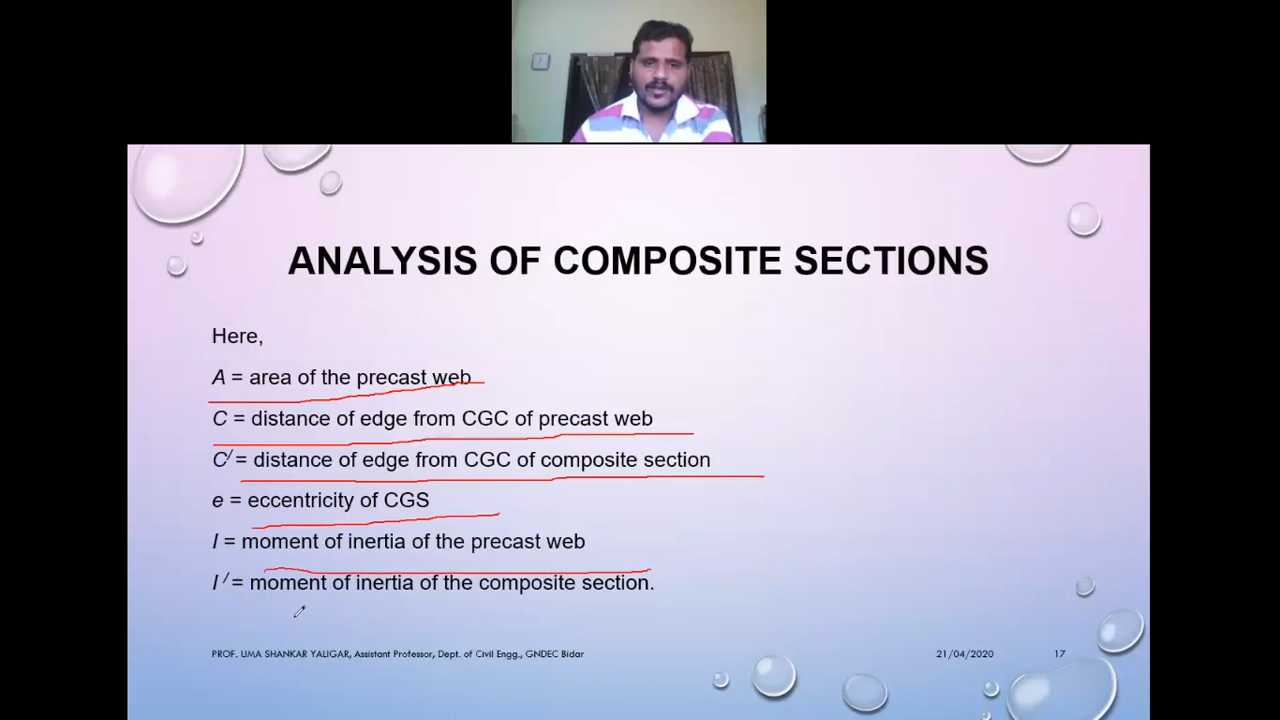 ANALYSIS OF COMPOSITE SECTIONS
Here,
A = area of the precast web
C = distance of edge from CGC of precast web
C/ = distance of edge from CGC of composite section
e = eccentricity of CGS
I = moment of inertia of the precast web
I / = moment of inertia of the composite section.
PROF. UMA SHANKAR YALIGAR, Assistant Professor, Dept. of Civil Engg., GNDEC Bidar
21/04/2020
17